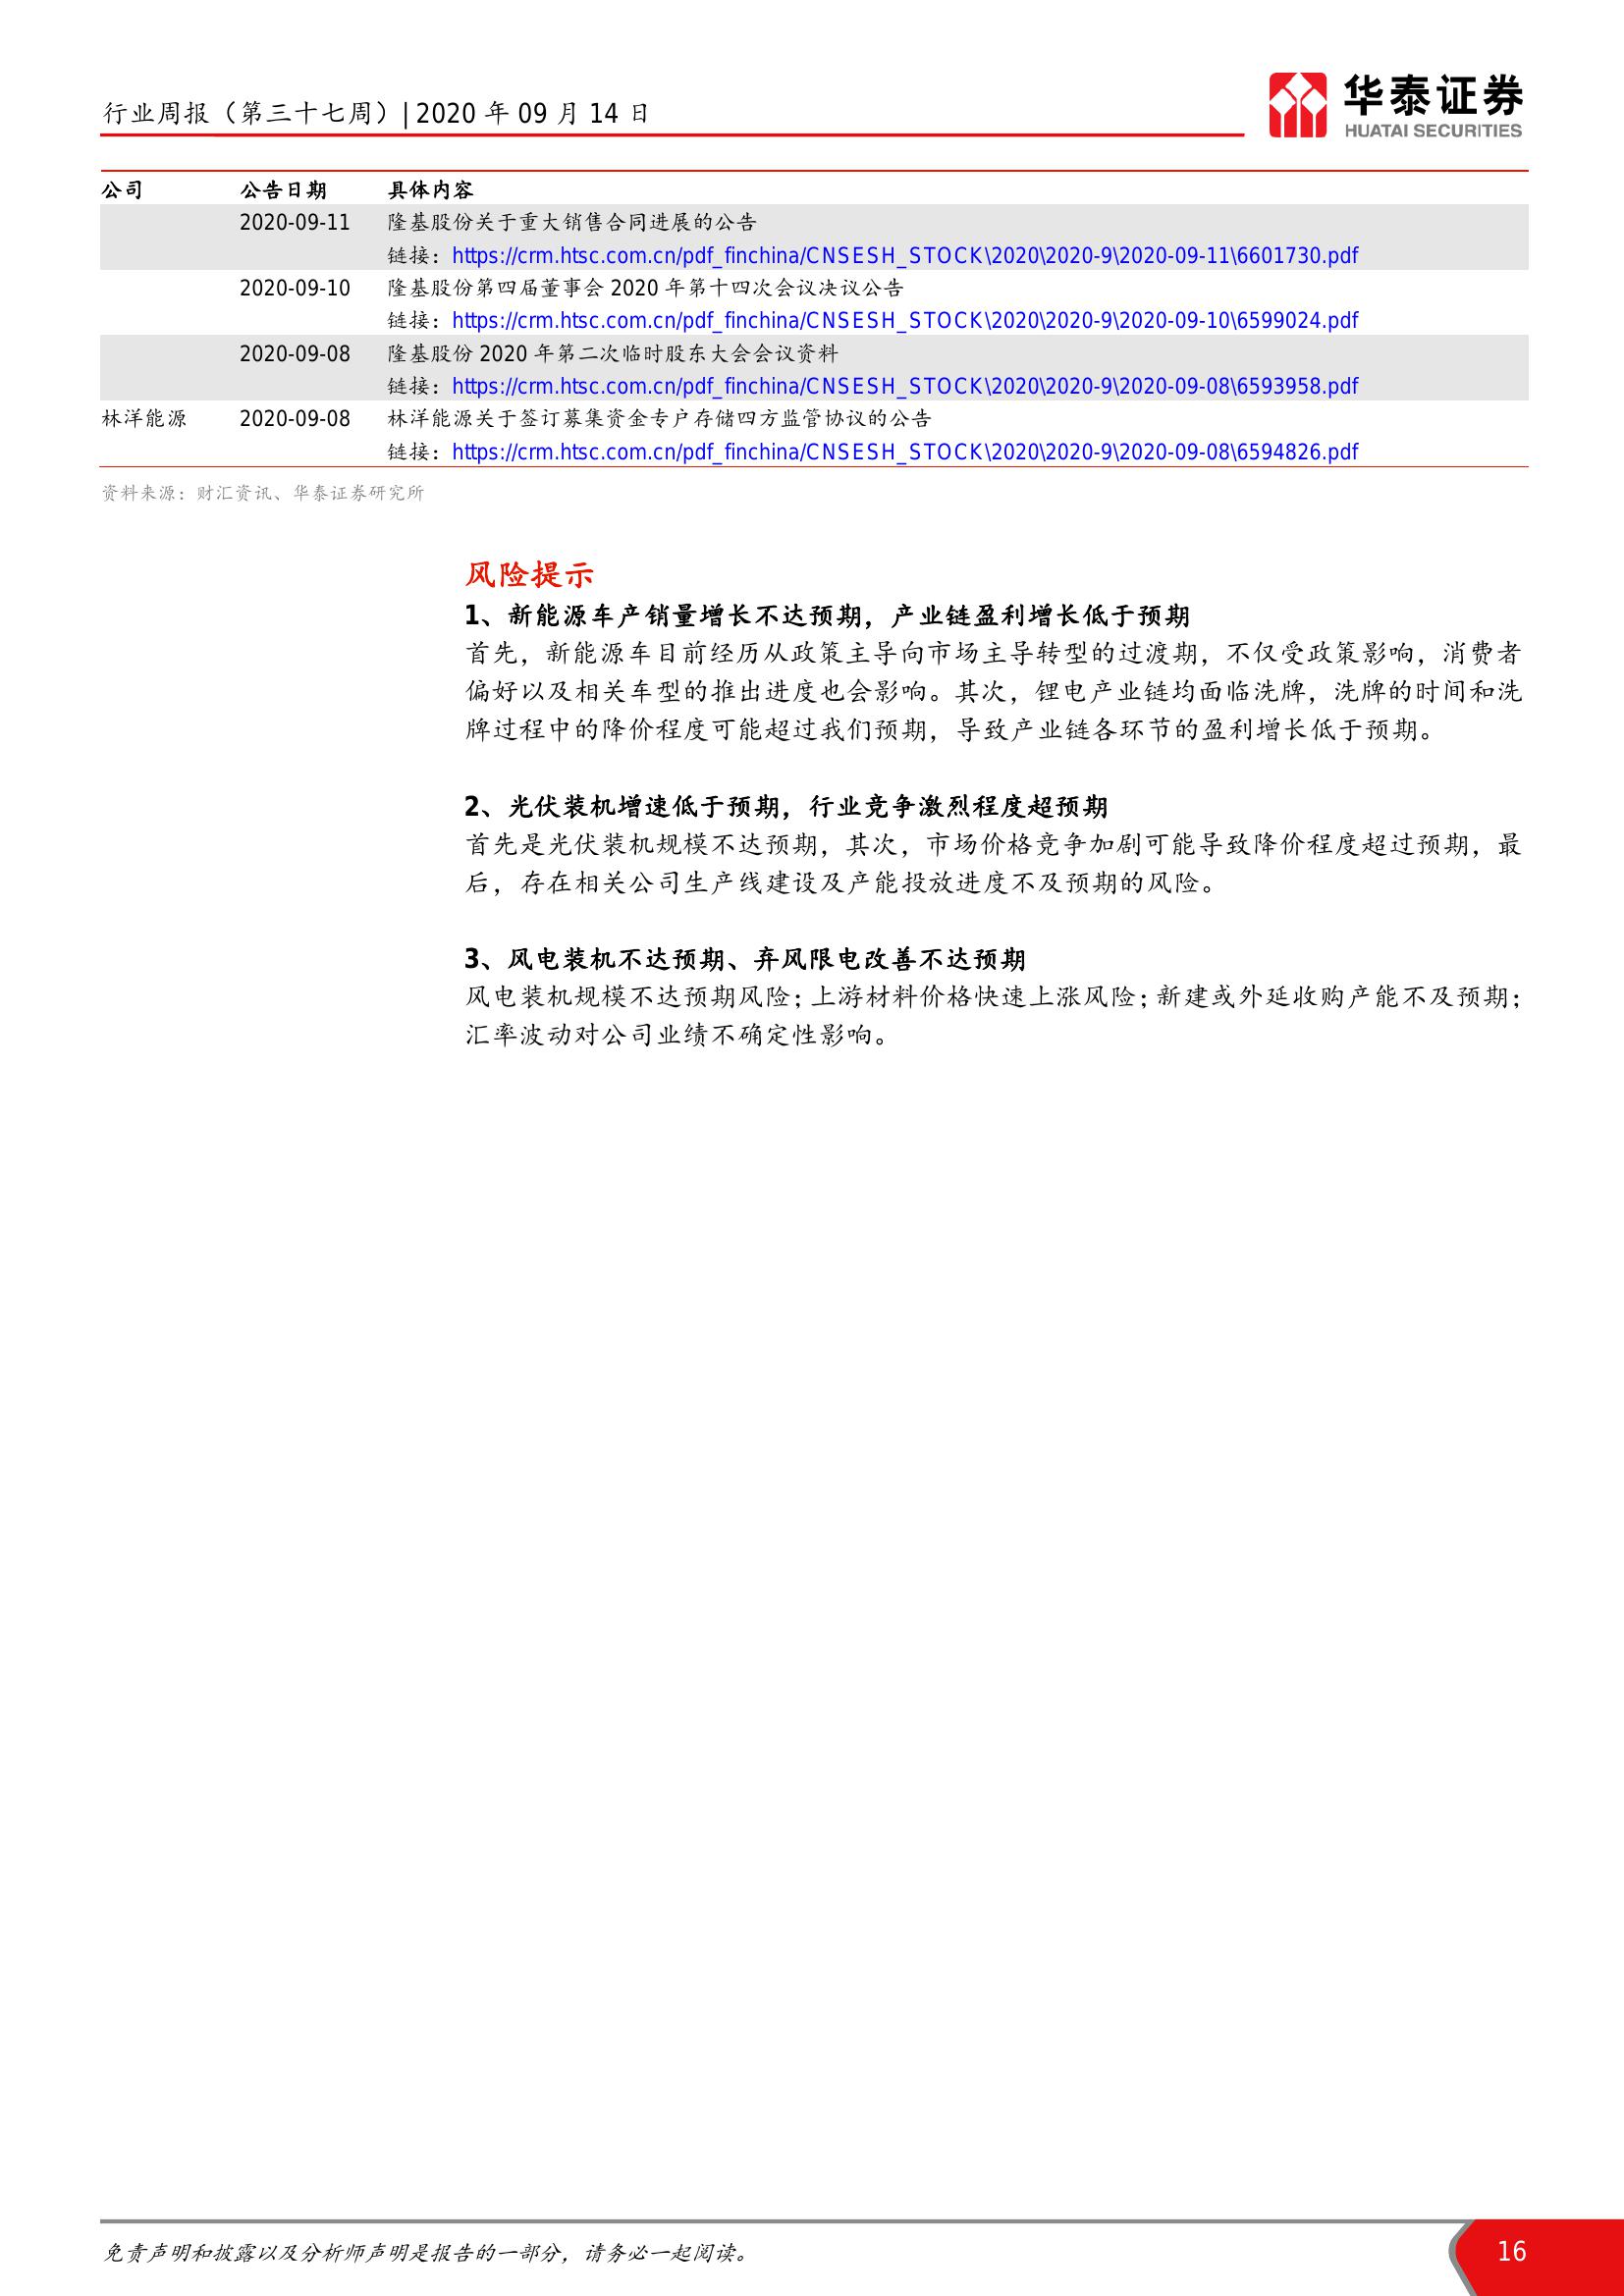 行业周报（第三十七周）| 2020 年 09 月 14 日
华泰证券
HUATAI SECURITIES
公司 公告日期 具体内容
2020-09-11 隆基股份关于重大销售合同进展的公告
链接：https://crm.htsc.com.cn/pdf_finchina/CNSESH_STOCK\2020\2020-9\2020-09-11\6601730.pdf
2020-09-10 隆基股份第四届董事会 2020 年第十四次会议决议公告
链接：https://crm.htsc.com.cn/pdf_finchina/CNSESH_STOCK\2020\2020-9\2020-09-10\6599024.pdf
2020-09-08 隆基股份 2020 年第二次临时股东大会会议资料
链接：https://crm.htsc.com.cn/pdf_finchina/CNSESH_STOCK\2020\2020-9\2020-09-08\6593958.pdf
林洋能源 2020-09-08 林洋能源关于签订募集资金专户存储四方监管协议的公告
链接：https://crm.htsc.com.cn/pdf_finchina/CNSESH_STOCK\2020\2020-9\2020-09-08\6594826.pdf
资料来源：财汇资讯、华泰证券研究所
风险提示
1、新能源车产销量增长不达预期，产业链盈利增长低于预期
首先，新能源车目前经历从政策主导向市场主导转型的过渡期，不仅受政策影响，消费者
偏好以及相关车型的推出进度也会影响。其次，锂电产业链均面临洗牌，洗牌的时间和洗
牌过程中的降价程度可能超过我们预期，导致产业链各环节的盈利增长低于预期。
2、光伏装机增速低于预期，行业竞争激烈程度超预期
首先是光伏装机规模不达预期，其次，市场价格竞争加剧可能导致降价程度超过预期，最
后，存在相关公司生产线建设及产能投放进度不及预期的风险。
3、风电装机不达预期、弃风限电改善不达预期
风电装机规模不达预期风险；上游材料价格快速上涨风险；新建或外延收购产能不及预期；
汇率波动对公司业绩不确定性影响。
免责声明和披露以及分析师声明是报告的一部分，请务必一起阅读。
16